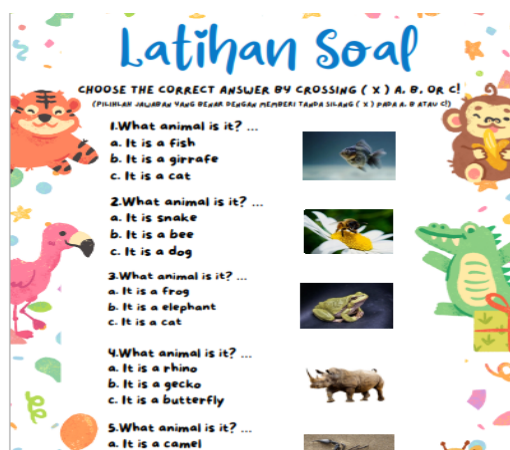 Latihan Soal
CHOOSE THE CORRECT ANSWER BY CROSSING ( X ) A, B, OR C!
(PILIHLAH JAWABAN YANG BENAR DENGAN MEMBERI TANDA SILANG ( X ) PADA A, B ATAU C!)
1.What animal is it? ...
a. It is a fish
b. It is a girrafe
c. It is a cat
2.What animal is it? ...
a. It is snake
b. It is a bee
c. It is a dog
3.What animal is it? ...
a. It is a frog
b. It is a elephant
c. It is a cat
4.What animal is it? ...
a. It is a rhino
b. It is a gecko
c. It is a butterfly
5.What animal is it? ...
a. It is a camel